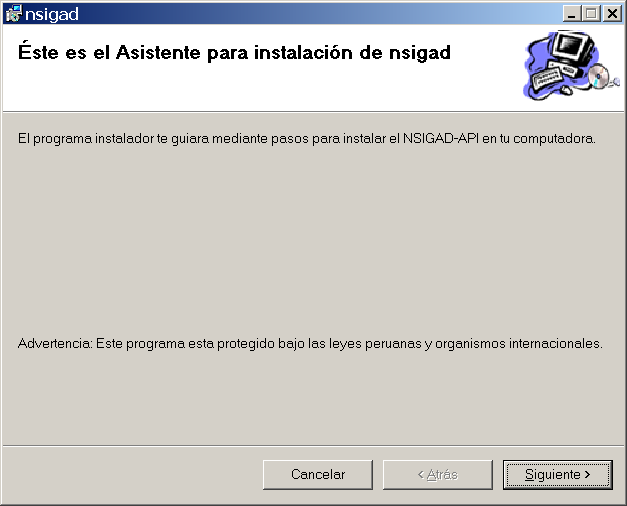 nsigad
Éste es el Asistente para instalación de nsigad
El programa instalador te guiara mediante pasos para instalar el NSIGAD-API en tu computadora.
Advertencia: Este programa esta protegido bajo las leyes peruanas y organismos internacionales.
Cancelar
< Atrás
Siguiente >